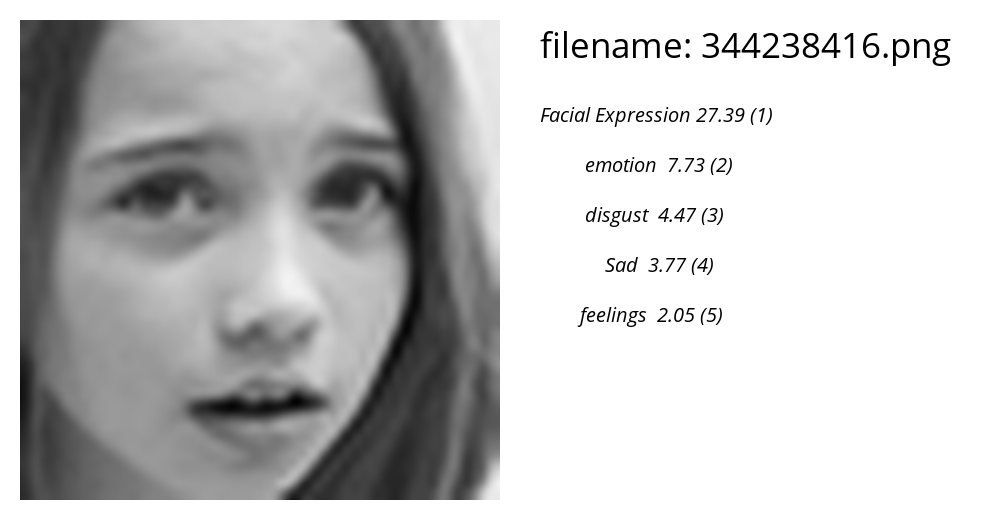 filename: 344238416.png
Facial Expression 27.39 (1)
emotion 7.73 (2)
disgust 4.47 (3)
Sad 3.77 (4)
feelings 2.05 (5)